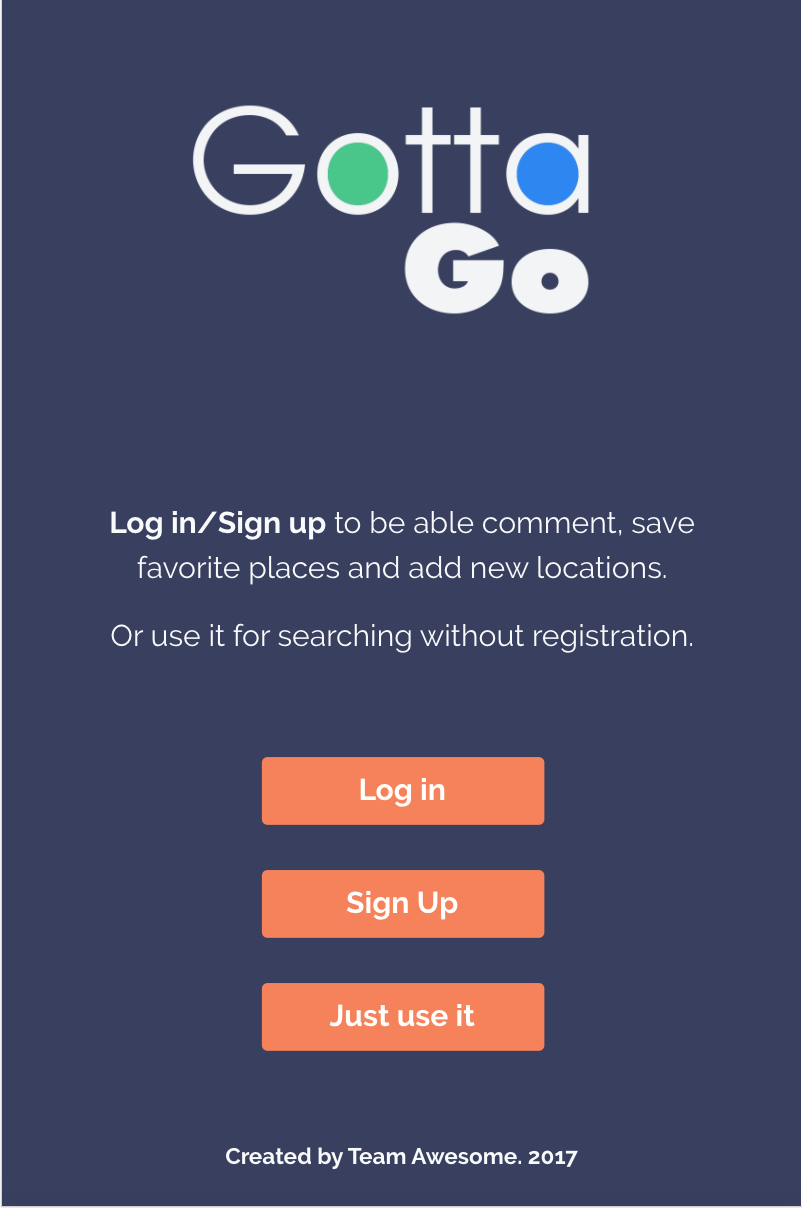 Gotta
Go
Log in/Sign up to be able comment, save
favorite places and add new locations.
Or use it for searching without registration.
Log in
Sign Up
Just use it
Created by Team Awesome. 2017